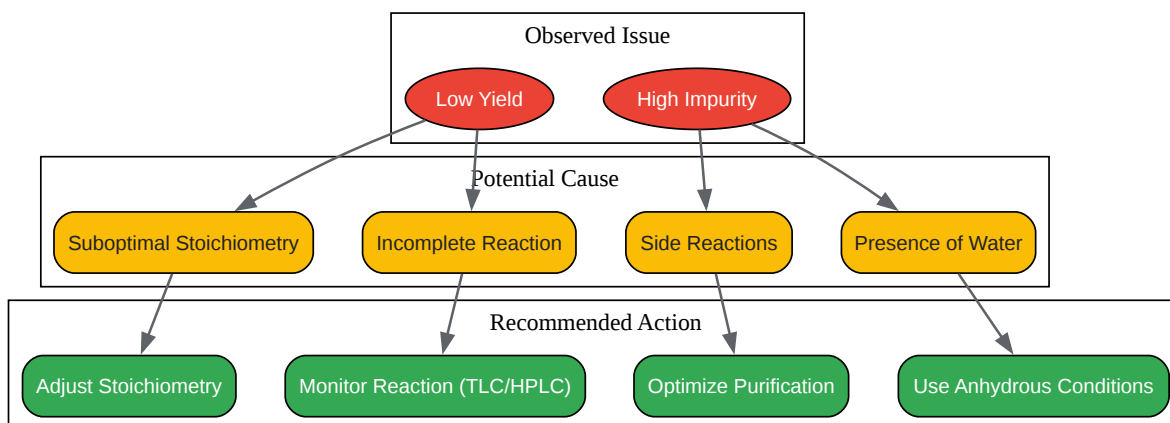 Observed Issue
Low Yield
High Impurity
Potential Cause
Suboptimal Stoichiometry
Incomplete Reaction
Side Reactions
Presence of Water
Recommended Action
Adjust Stoichiometry
Monitor Reaction (TLC/HPLC)
Optimize Purification
Use Anhydrous Conditions